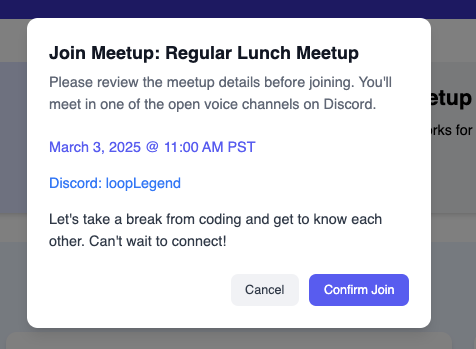 Join Meetup: Regular Lunch Meetup
Please review the meetup details before joining. You'll
meet in one of the open voice channels on Discord.
March 3, 2025 @ 11:00 AM PST
Discord: loopLegend
Let's take a break from coding and get to know each
other. Can't wait to connect!
Cancel
Confirm Join
etup
orks for